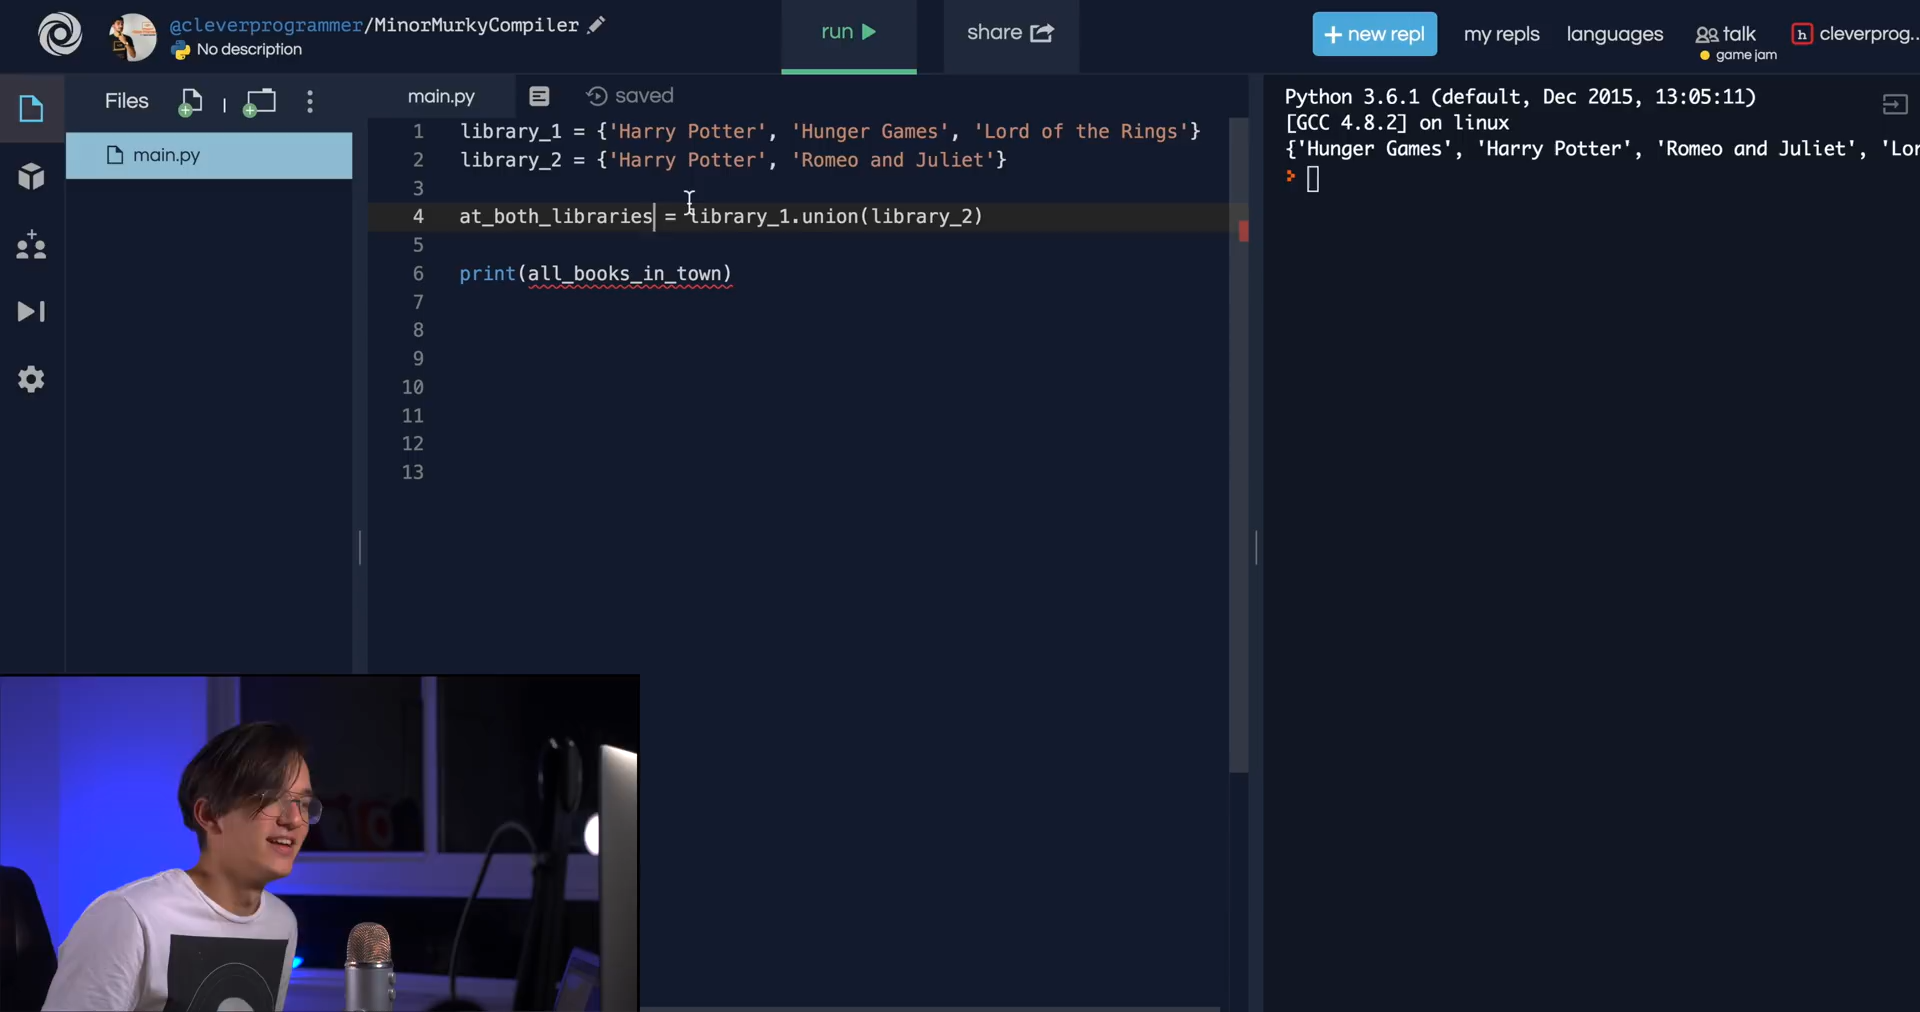 @cleverprogrammer/MinorMurkyCompiler
No description
run
share
+ new repl
my repls
languages
talk
game jam
h
cleverprog...
Files
main.py
main.py
saved
1 library_1 = {'Harry Potter', 'Hunger Games', 'Lord of the Rings'}
2 library_2 = {'Harry Potter', 'Romeo and Juliet'}
3
4 at_both_libraries = library_1.union(library_2)
5
6 print(all_books_in_town)
7
8
9
10
11
12
13
Python 3.6.1 (default, Dec 2015, 13:05:11)
[GCC 4.8.2] on linux
{'Hunger Games', 'Harry Potter', 'Romeo and Juliet', 'Lor